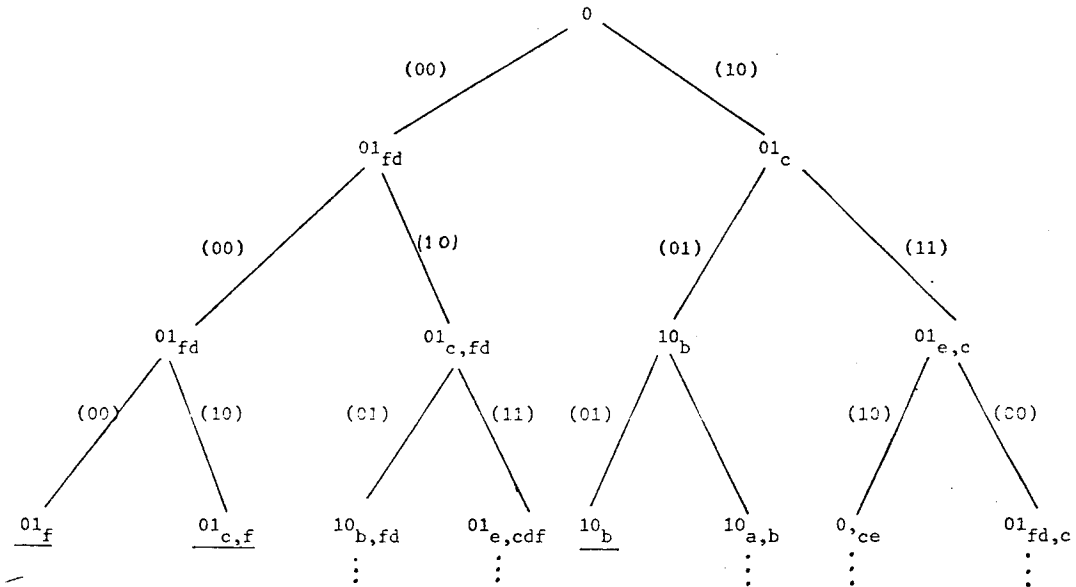 0
(00) (10)
01fd 01c
(00) (10) (01) (11)
01fd 01c,fd 10b 01e,c
(00) (10) (01) (11) (01) (10) (00)
01f 01c,f 10b,fd 01e,cdf 10b 10a,b 0,ce 01fd,c